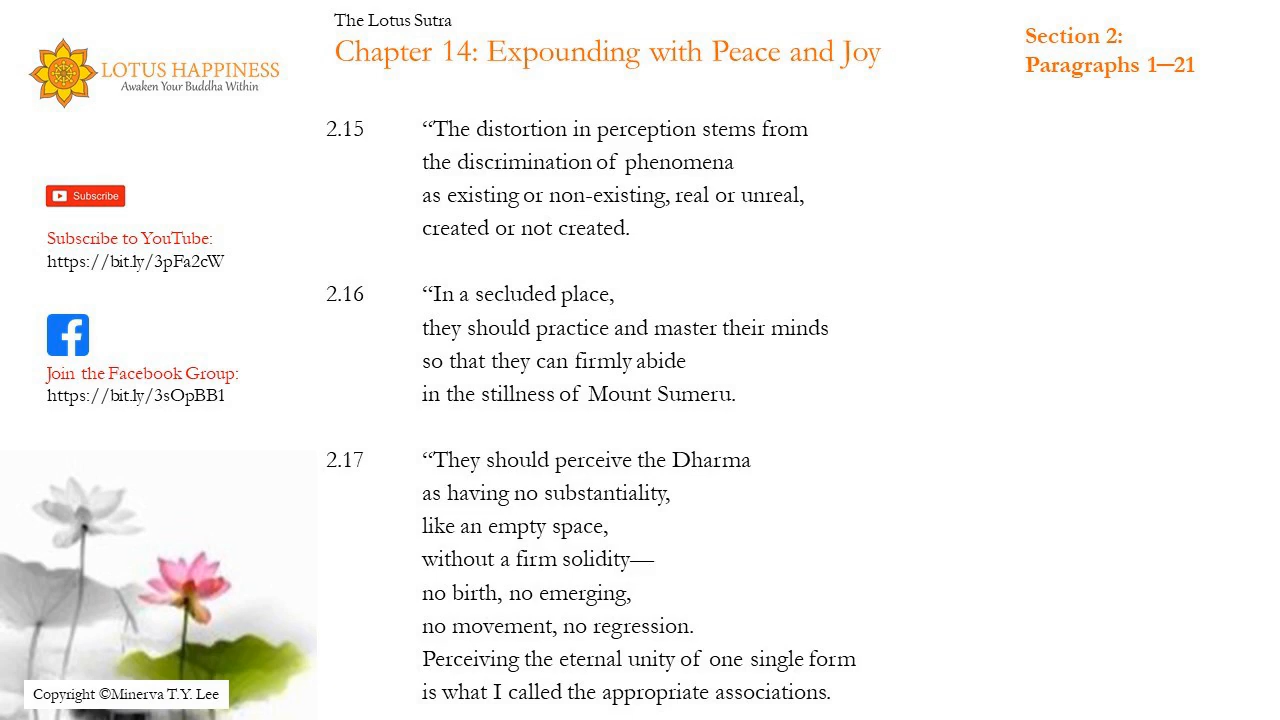 The Lotus Sutra
Chapter 14: Expounding with Peace and Joy
Section 2:
Paragraphs 1—21
LOTUS HAPPINESS
Awaken Your Buddha Within
Subscribe
Subscribe to YouTube:
https://bit.ly/3pFa2cW
Join the Facebook Group:
https://bit.ly/3sOpBB1
Copyright ©Minerva T.Y. Lee
2.15 “The distortion in perception stems from
the discrimination of phenomena
as existing or non-existing, real or unreal,
created or not created.
2.16 “In a secluded place,
they should practice and master their minds
so that they can firmly abide
in the stillness of Mount Sumeru.
2.17 “They should perceive the Dharma
as having no substantiality,
like an empty space,
without a firm solidity—
no birth, no emerging,
no movement, no regression.
Perceiving the eternal unity of one single form
is what I called the appropriate associations.